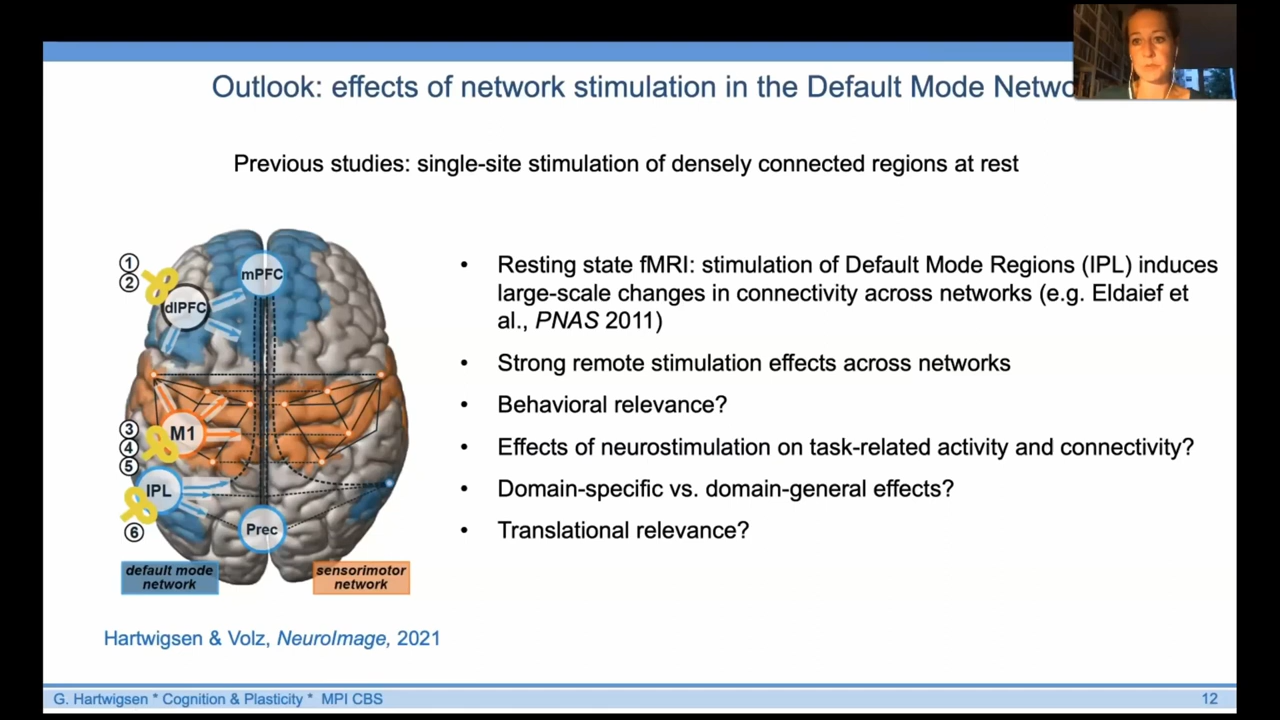 Outlook: effects of network stimulation in the Default Mode Netwo
Previous studies: single-site stimulation of densely connected regions at rest
①
②
mPFC
dlPFC
③
④
⑤
M1
IPL
⑥
Prec
default mode
network
sensorimotor
network
Hartwigsen & Volz, NeuroImage, 2021
• Resting state fMRI: stimulation of Default Mode Regions (IPL) induces
large-scale changes in connectivity across networks (e.g. Eldaief et
al., PNAS 2011)
• Strong remote stimulation effects across networks
• Behavioral relevance?
• Effects of neurostimulation on task-related activity and connectivity?
• Domain-specific vs. domain-general effects?
• Translational relevance?
G. Hartwigsen * Cognition & Plasticity * MPI CBS
12